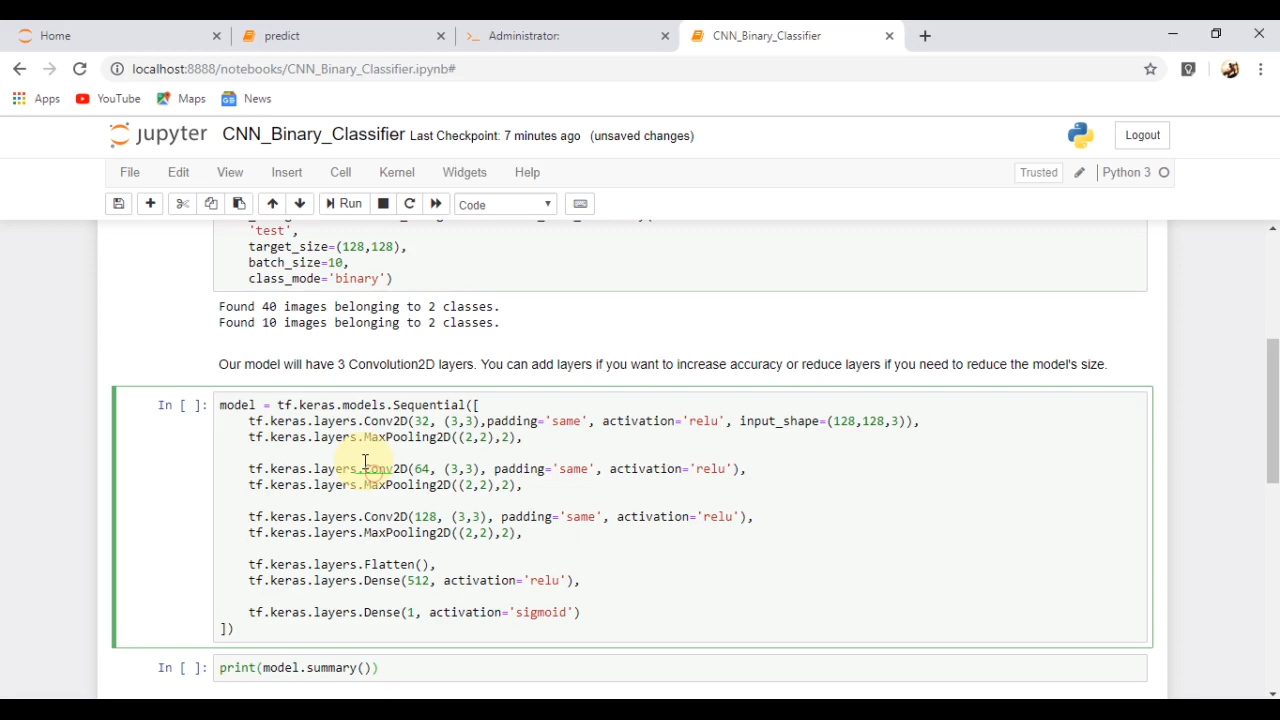 Home
predict
Administrator:
CNN_Binary_Classifier
localhost:8888/notebooks/CNN_Binary_Classifier.ipynb#
Apps YouTube Maps News
jupyter CNN_Binary_Classifier Last Checkpoint: 7 minutes ago (unsaved changes) Logout
File Edit View Insert Cell Kernel Widgets Help Trusted Python 3
Run Code
'test',
target_size=(128,128),
batch_size=10,
class_mode='binary')
Found 40 images belonging to 2 classes.
Found 10 images belonging to 2 classes.
Our model will have 3 Convolution2D layers. You can add layers if you want to increase accuracy or reduce layers if you need to reduce the model's size.
In [ ]: model = tf.keras.models.Sequential([
tf.keras.layers.Conv2D(32, (3,3),padding='same', activation='relu', input_shape=(128,128,3)),
tf.keras.layers.MaxPooling2D((2,2),2),
tf.keras.layers.Conv2D(64, (3,3), padding='same', activation='relu'),
tf.keras.layers.MaxPooling2D((2,2),2),
tf.keras.layers.Conv2D(128, (3,3), padding='same', activation='relu'),
tf.keras.layers.MaxPooling2D((2,2),2),
tf.keras.layers.Flatten(),
tf.keras.layers.Dense(512, activation='relu'),
tf.keras.layers.Dense(1, activation='sigmoid')
])
In [ ]: print(model.summary())